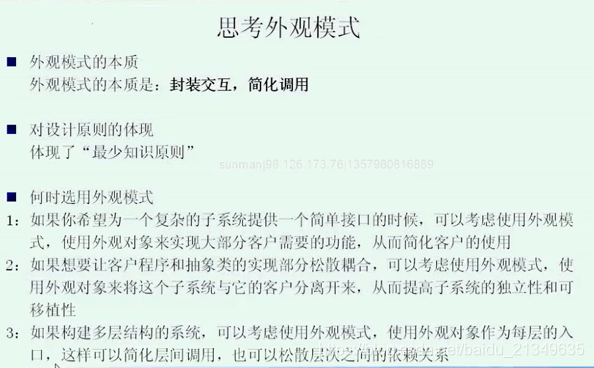 思考外观模式
■ 外观模式的本质
外观模式的本质是：封装交互，简化调用
■ 对设计原则的体现
体现了“最少知识原则”
sunman|98.126.173.76|1357980816889
■ 何时选用外观模式
1：如果你希望为一个复杂的子系统提供一个简单接口的时候，可以考虑使用外观模
式，使用外观对象来实现大部分客户需要的功能，从而简化客户的使用
2：如果想要让客户程序和抽象类的实现部分松散耦合，可以考虑使用外观模式，使
用外观对象来将这个子系统与它的客户分离开来，从而提高子系统的独立性和可
移植性
3：如果构建多层结构的系统，可以考虑使用外观模式，使用外观对象作为每层的入
口，这样可以简化层间调用，也可以松散层次之间的依赖关系
net/baidu_21349635